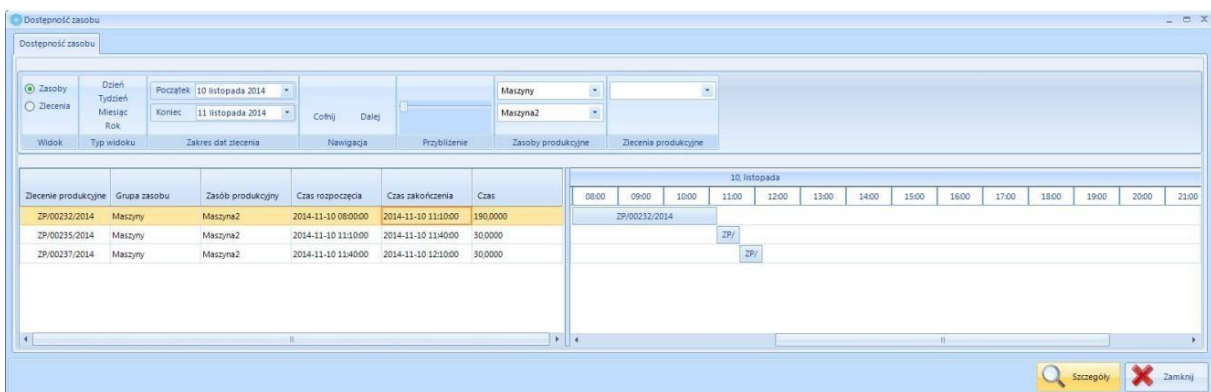 Dostępność zasobu
Dostępność zasobu
Zasoby
Zlecenia
Widok
Dzień
Tydzień
Miesiąc
Rok
Typ widoku
Początek 10 listopada 2014
Koniec 11 listopada 2014
Zakres dat zlecenia
Cofnij Dalej
Nawigacja
Przybliżenie
Maszyny
Maszyna2
Zasoby produkcyjne
Zlecenia produkcyjne
Zlecenie produkcyjne Grupa zasobu Zasób produkcyjny Czas rozpoczęcia Czas zakończenia Czas
ZP/00232/2014 Maszyny Maszyna2 2014-11-10 08:00:00 2014-11-10 11:10:00 190,0000
ZP/00235/2014 Maszyny Maszyna2 2014-11-10 11:10:00 2014-11-10 11:40:00 30,0000
ZP/00237/2014 Maszyny Maszyna2 2014-11-10 11:40:00 2014-11-10 12:10:00 30,0000
10, listopada
08:00 09:00 10:00 11:00 12:00 13:00 14:00 15:00 16:00 17:00 18:00 19:00 20:00 21:00
ZP/00232/2014
ZP/
ZP/
Szczegóły Zamknij